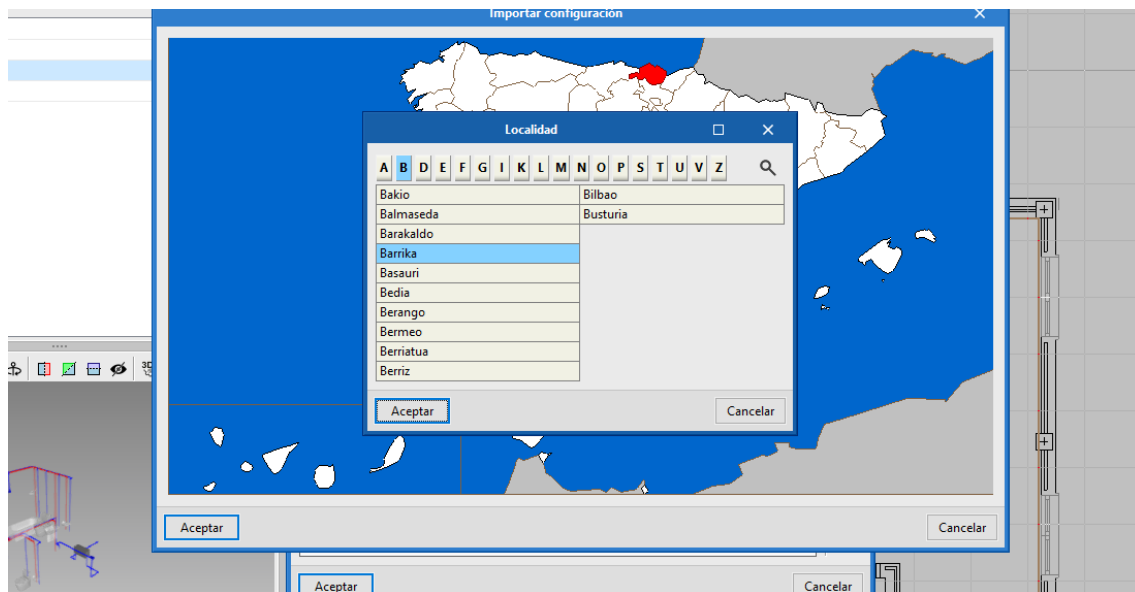 Importar configuración
Localidad
A B D E F G I K L M N O P S T U V Z
Bakio Bilbao
Balmaseda Busturia
Barakaldo
Barrika
Basauri
Bedia
Berango
Bermeo
Berriatua
Berriz
Aceptar Cancelar
Aceptar Cancelar
Aceptar Cancelar